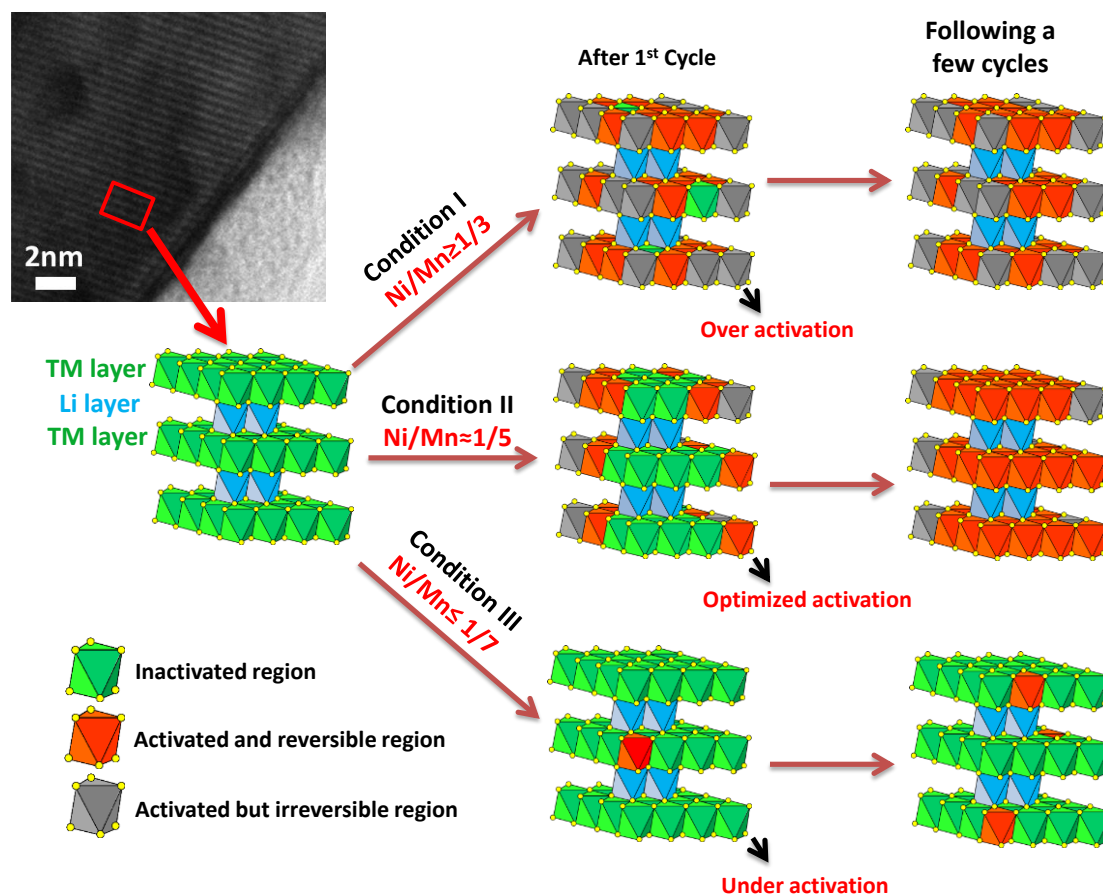 2nm
After 1st Cycle
Following a
few cycles
Condition I
Ni/Mn≥1/3
Over activation
TM layer
Li layer
TM layer
Condition II
Ni/Mn≈1/5
Optimized activation
Condition III
Ni/Mn≤ 1/7
Under activation
Inactivated region
Activated and reversible region
Activated but irreversible region